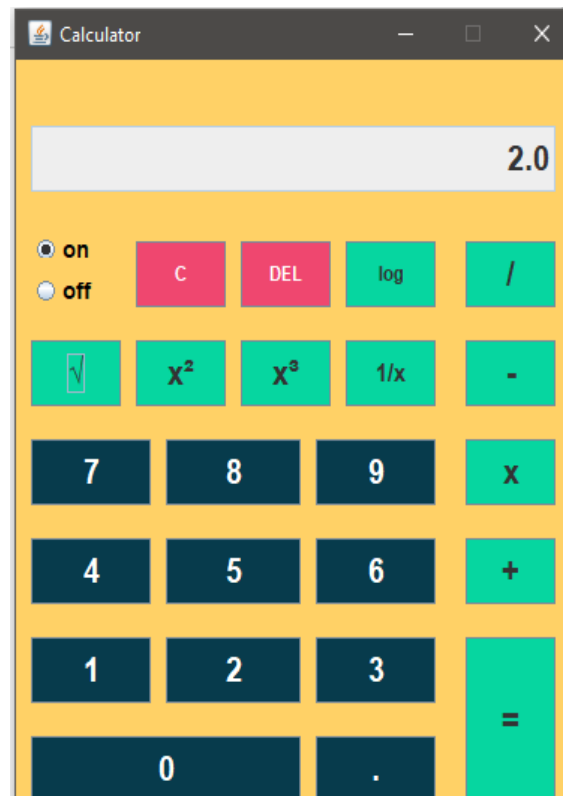 Calculator
2.0
on
off
C DEL log /
√ x² x³ 1/x -
7 8 9 x
4 5 6 +
1 2 3
=
0 .